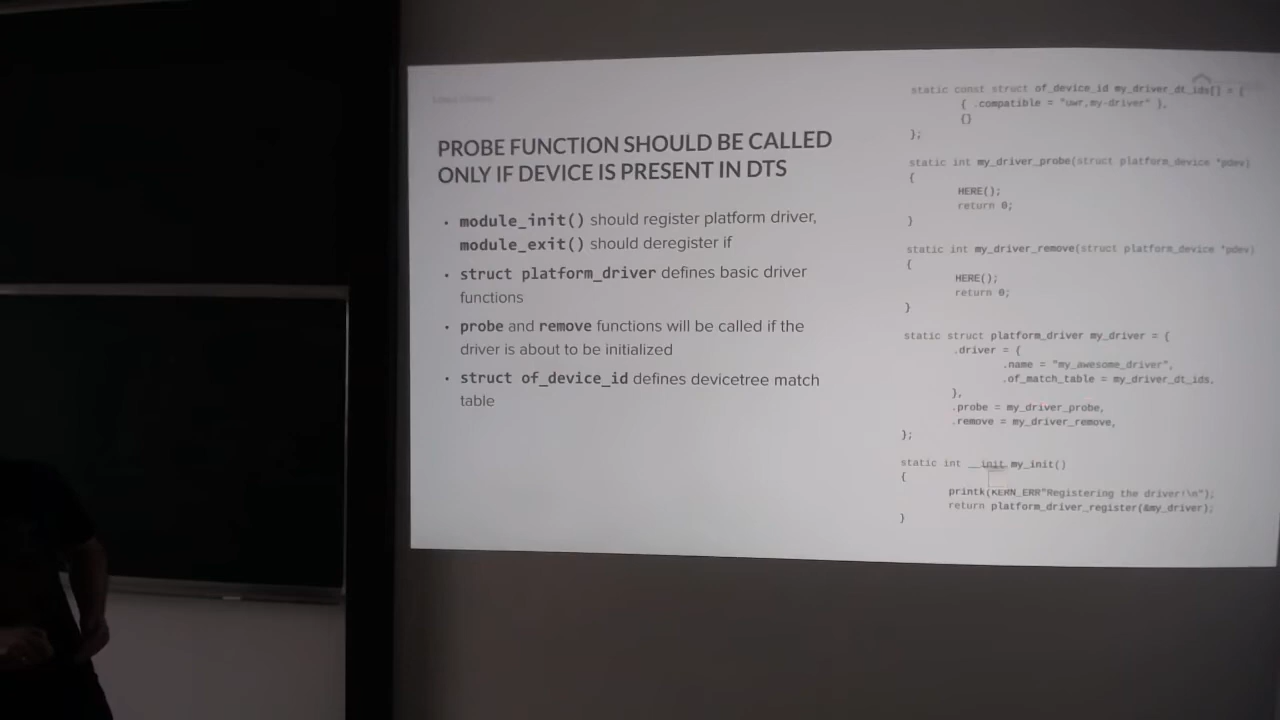 PROBE FUNCTION SHOULD BE CALLED
ONLY IF DEVICE IS PRESENT IN DTS
• module_init() should register platform driver,
module_exit() should deregister if
• struct platform_driver defines basic driver
functions
• probe and remove functions will be called if the
driver is about to be initialized
• struct of_device_id defines devicetree match
table
static const struct of_device_id my_driver_dt_ids[] = {
{ .compatible = "uwr,my-driver" },
{}
};
static int my_driver_probe(struct platform_device *pdev)
{
HERE();
return 0;
}
static int my_driver_remove(struct platform_device *pdev)
{
HERE();
return 0;
}
static struct platform_driver my_driver = {
.driver = {
.name = "my_awesome_driver",
.of_match_table = my_driver_dt_ids,
},
.probe = my_driver_probe,
.remove = my_driver_remove,
};
static int __init my_init()
{
printk(KERN_ERR"Registering the driver!\n");
return platform_driver_register(&my_driver);
}